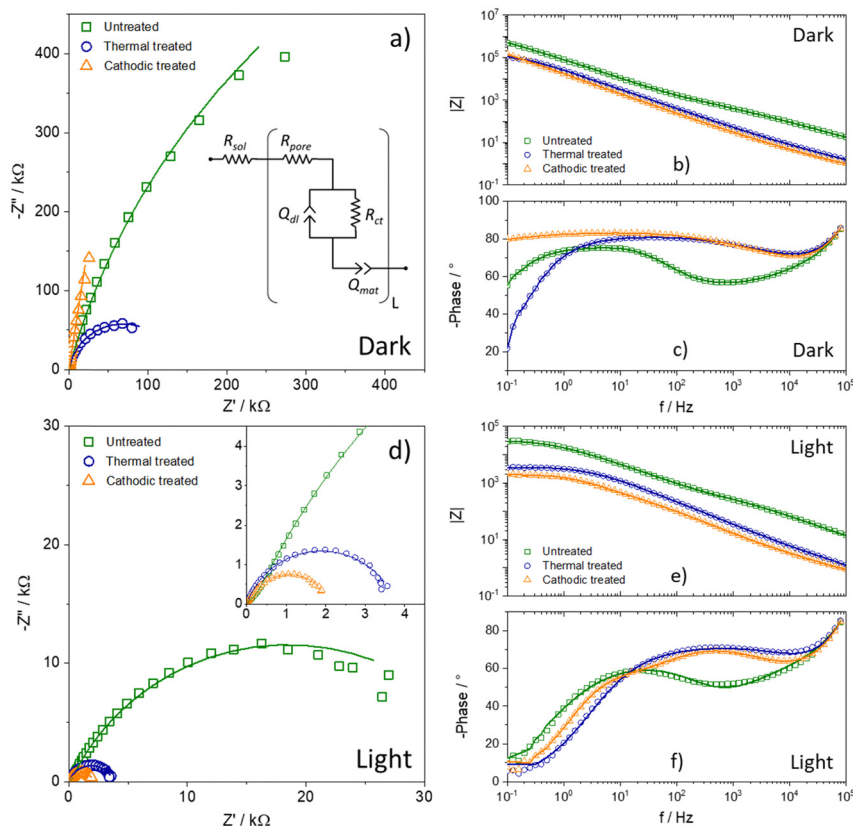 Untreated
Thermal treated
Cathodic treated
a)
400
300
200
100
0
-Z" / kΩ
R_sol
R_pore
Q_dl
R_ct
Q_mat
L
Dark
0 100 200 300 400
Z' / kΩ
10^7
10^5
10^3
10^1
10^-1
|Z|
Dark
Untreated
Thermal treated
Cathodic treated
b)
100
80
60
40
20
-Phase / °
c)
Dark
10^-1 10^0 10^1 10^2 10^3 10^4 10^5
f / Hz
30
20
10
0
-Z" / kΩ
Untreated
Thermal treated
Cathodic treated
d)
4
3
2
1
0
0 1 2 3 4
Light
0 10 20 30
Z' / kΩ
10^5
10^3
10^1
10^-1
|Z|
Light
Untreated
Thermal treated
Cathodic treated
e)
80
60
40
20
0
-Phase / °
f)
Light
10^-1 10^0 10^1 10^2 10^3 10^4 10^5
f / Hz